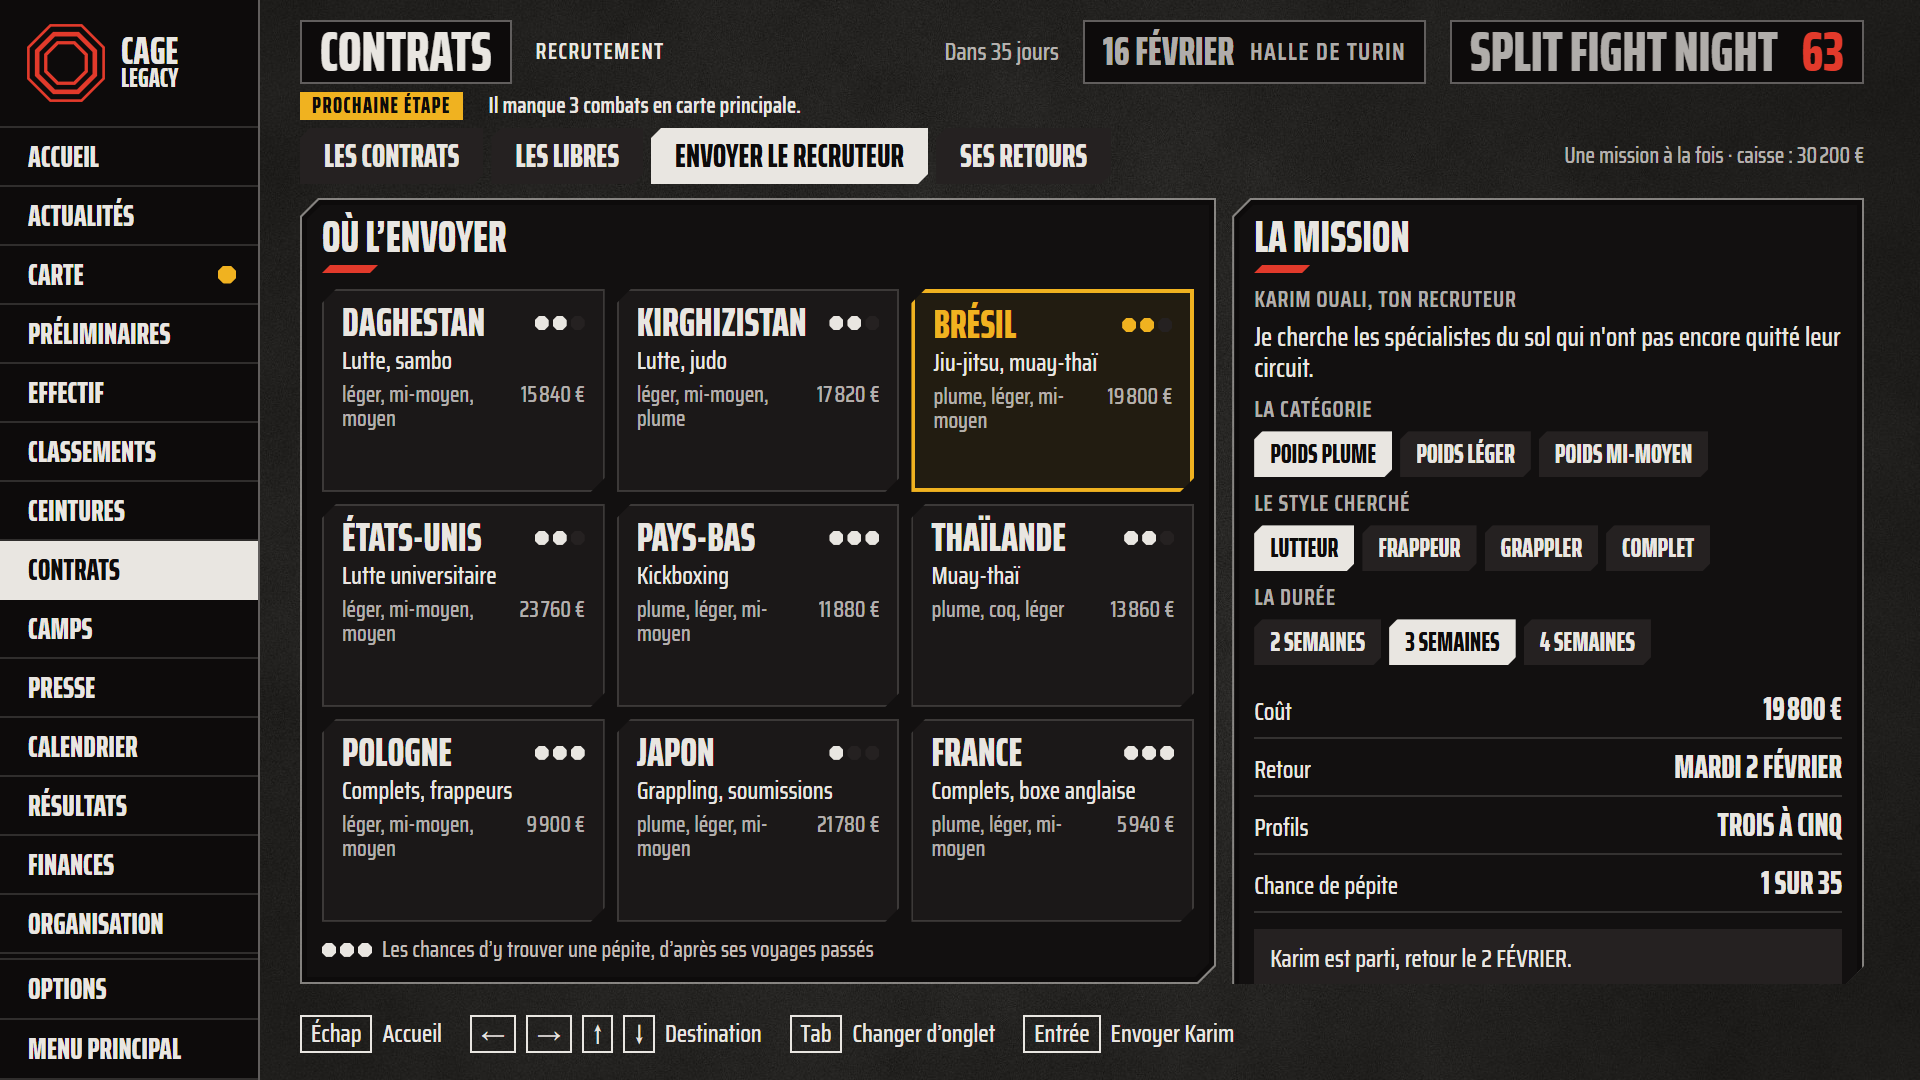 CAGE
LEGACY
ACCUEIL
ACTUALITÉS
CARTE
PRÉLIMINAIRES
EFFECTIF
CLASSEMENTS
CEINTURES
CONTRATS
CAMPS
PRESSE
CALENDRIER
RÉSULTATS
FINANCES
ORGANISATION
OPTIONS
MENU PRINCIPAL
CONTRATS RECRUTEMENT Dans 35 jours 16 FÉVRIER HALLE DE TURIN SPLIT FIGHT NIGHT 63
PROCHAINE ÉTAPE Il manque 3 combats en carte principale.
LES CONTRATS LES LIBRES ENVOYER LE RECRUTEUR SES RETOURS Une mission à la fois · caisse : 30 200 €
OÙ L’ENVOYER
DAGHESTAN
Lutte, sambo
léger, mi-moyen, 15 840 €
moyen
KIRGHIZISTAN
Lutte, judo
léger, mi-moyen, 17 820 €
plume
BRÉSIL
Jiu-jitsu, muay-thaï
plume, léger, mi- 19 800 €
moyen
ÉTATS-UNIS
Lutte universitaire
léger, mi-moyen, 23 760 €
moyen
PAYS-BAS
Kickboxing
plume, léger, mi- 11 880 €
moyen
THAÏLANDE
Muay-thaï
plume, coq, léger 13 860 €
POLOGNE
Complets, frappeurs
léger, mi-moyen, 9 900 €
moyen
JAPON
Grappling, soumissions
plume, léger, mi- 21 780 €
moyen
FRANCE
Complets, boxe anglaise
plume, léger, mi- 5 940 €
moyen
Les chances d’y trouver une pépite, d’après ses voyages passés
LA MISSION
KARIM OUALI, TON RECRUTEUR
Je cherche les spécialistes du sol qui n'ont pas encore quitté leur
circuit.
LA CATÉGORIE
POIDS PLUME POIDS LÉGER POIDS MI-MOYEN
LE STYLE CHERCHÉ
LUTTEUR FRAPPEUR GRAPPLER COMPLET
LA DURÉE
2 SEMAINES 3 SEMAINES 4 SEMAINES
Coût 19 800 €
Retour MARDI 2 FÉVRIER
Profils TROIS À CINQ
Chance de pépite 1 SUR 35
Karim est parti, retour le 2 FÉVRIER.
Échap Accueil ← → ↑ ↓ Destination Tab Changer d’onglet Entrée Envoyer Karim